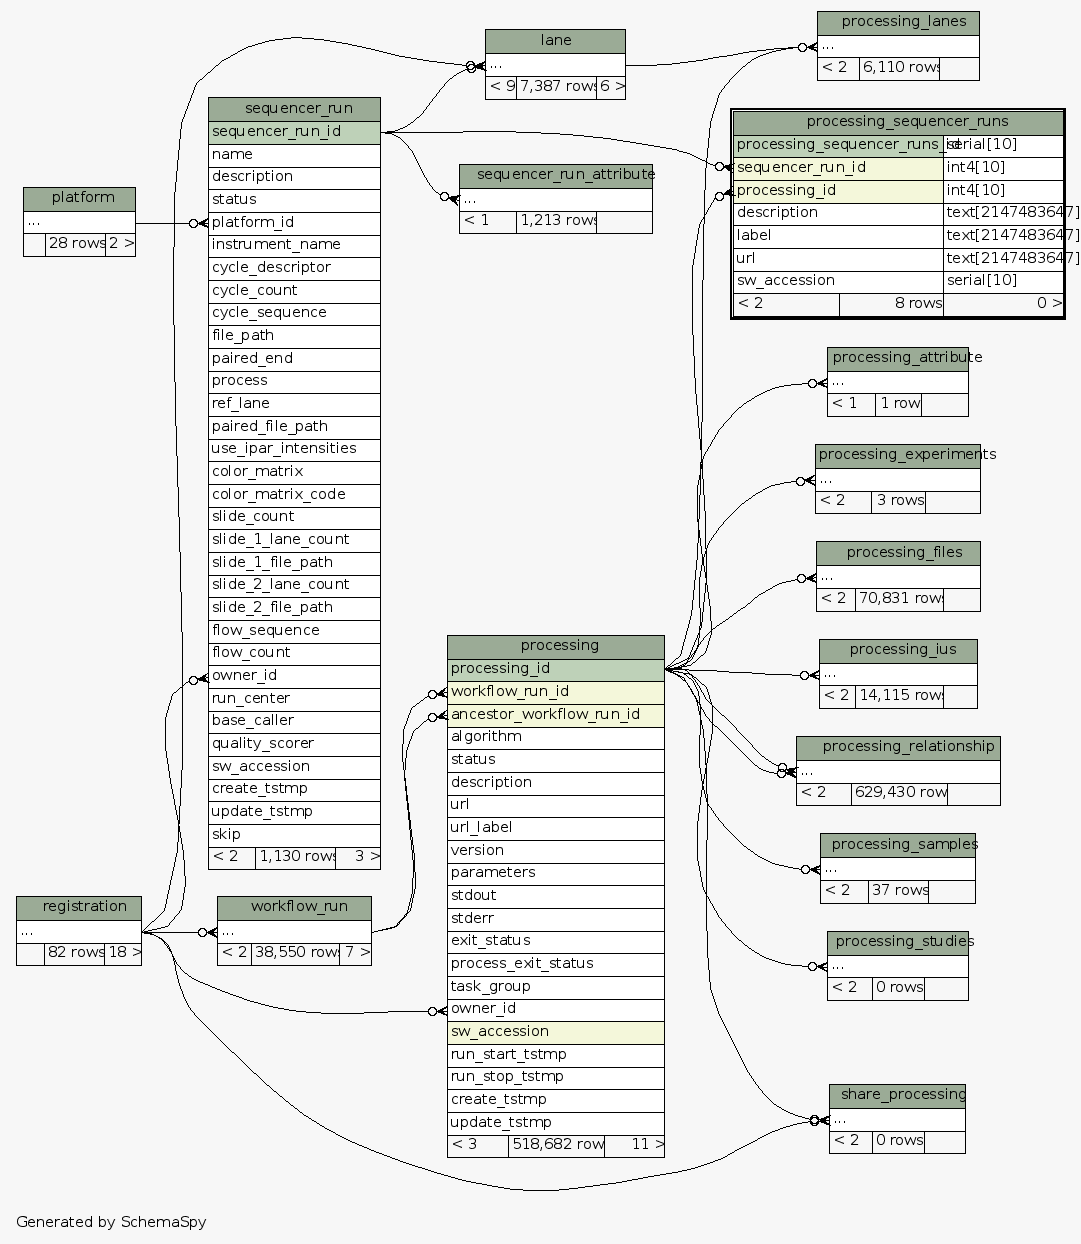 processing_lanes
...
< 2 6,110 rows
lane
...
< 9 7,387 rows 6 >
sequencer_run
sequencer_run_id
name
description
status
platform_id
instrument_name
cycle_descriptor
cycle_count
cycle_sequence
file_path
paired_end
process
ref_lane
paired_file_path
use_ipar_intensities
color_matrix
color_matrix_code
slide_count
slide_1_lane_count
slide_1_file_path
slide_2_lane_count
slide_2_file_path
flow_sequence
flow_count
owner_id
run_center
base_caller
quality_scorer
sw_accession
create_tstmp
update_tstmp
skip
< 2 1,130 rows 3 >
processing_sequencer_runs
processing_sequencer_runs_id serial[10]
sequencer_run_id int4[10]
processing_id int4[10]
description text[2147483647]
label text[2147483647]
url text[2147483647]
sw_accession serial[10]
< 2 8 rows 0 >
sequencer_run_attribute
...
< 1 1,213 rows
platform
...
28 rows 2 >
processing_attribute
...
< 1 1 row
processing_experiments
...
< 2 3 rows
processing_files
...
< 2 70,831 rows
processing_ius
...
< 2 14,115 rows
processing
processing_id
workflow_run_id
ancestor_workflow_run_id
algorithm
status
description
url
url_label
version
parameters
stdout
stderr
exit_status
process_exit_status
task_group
owner_id
sw_accession
run_start_tstmp
run_stop_tstmp
create_tstmp
update_tstmp
< 3 518,682 row 11 >
processing_relationship
...
< 2 629,430 row
processing_samples
...
< 2 37 rows
registration
...
82 rows 18 >
workflow_run
...
< 2 38,550 rows 7 >
processing_studies
...
< 2 0 rows
share_processing
...
< 2 0 rows
Generated by SchemaSpy